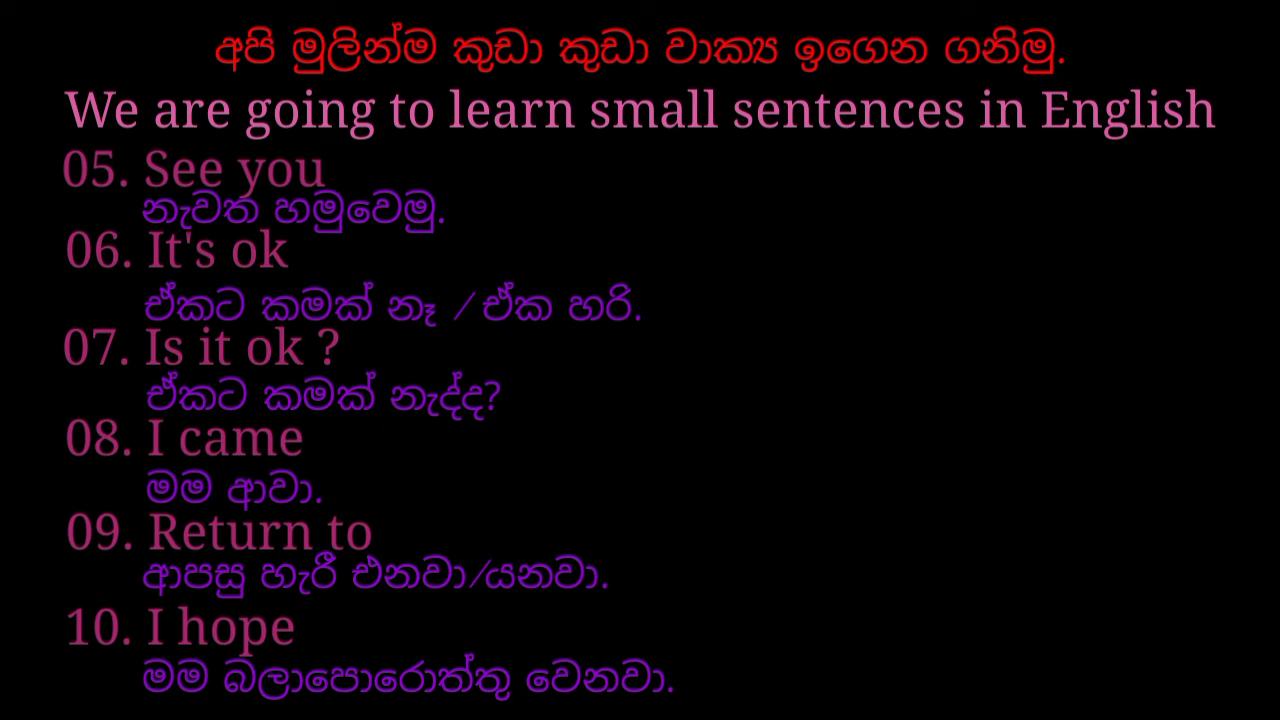 අපි මුලින්ම කුඩා කුඩා වාක්‍ය ඉගෙන ගනිමු.
We are going to learn small sentences in English
05. See you
නැවත හමුවෙමු.
06. It's ok
ඒකට කමක් නෑ / ඒක හරි.
07. Is it ok ?
ඒකට කමක් නැද්ද?
08. I came
මම ආවා.
09. Return to
ආපසු හැරී එනවා/යනවා.
10. I hope
මම බලාපොරොත්තු වෙනවා.